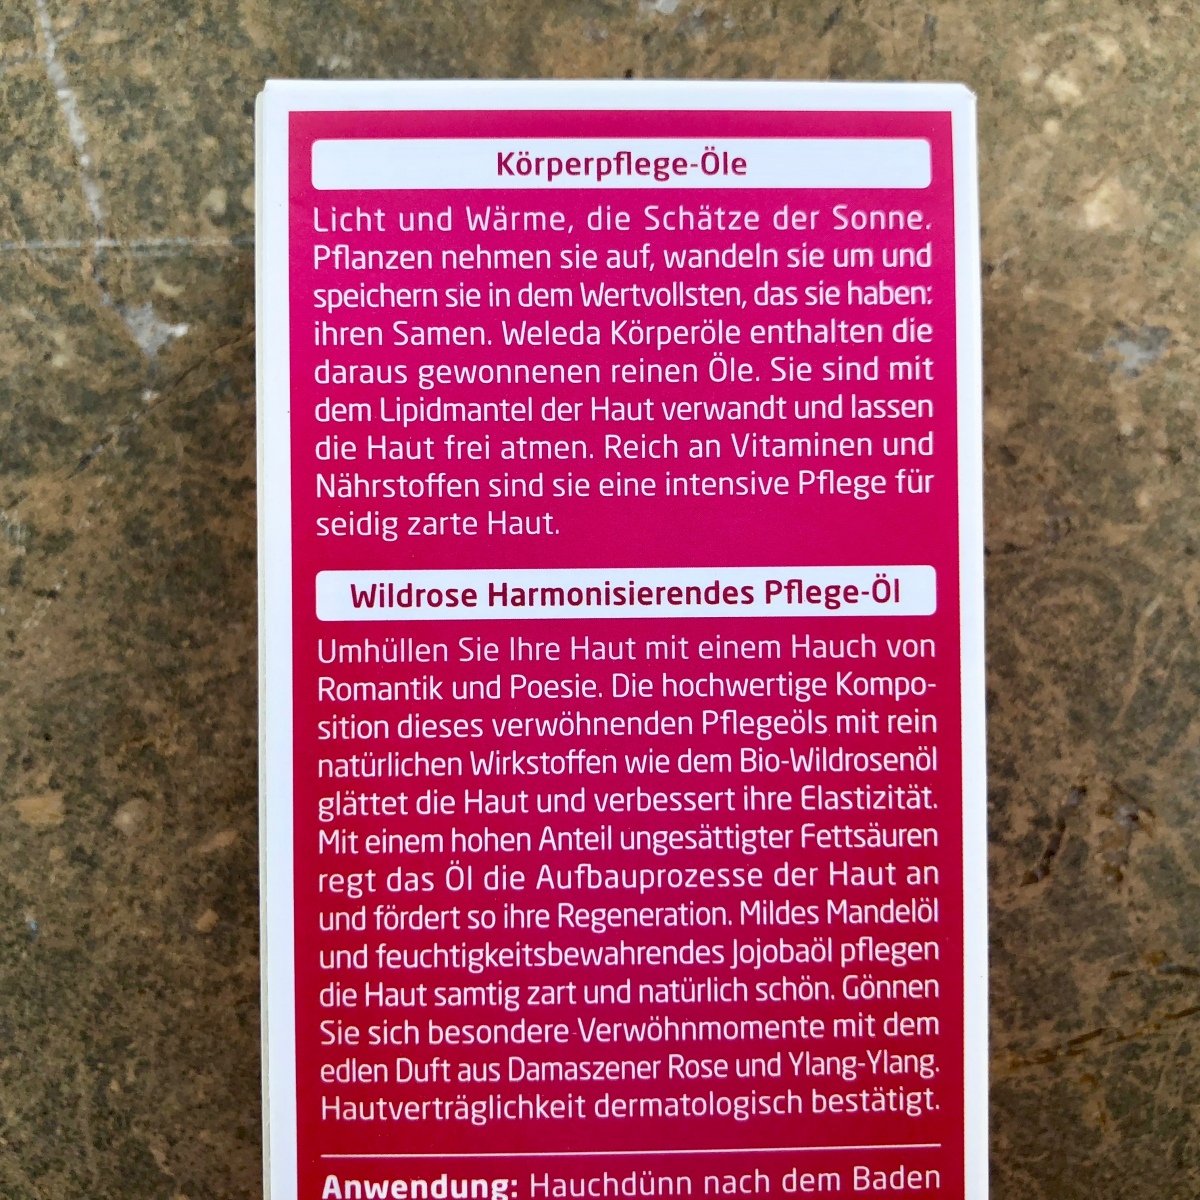 Körperpflege-Öle
Licht und Wärme, die Schätze der Sonne.
Pflanzen nehmen sie auf, wandeln sie um und
speichern sie in dem Wertvollsten, das sie haben:
ihren Samen. Weleda Körperöle enthalten die
daraus gewonnenen reinen Öle. Sie sind mit
dem Lipidmantel der Haut verwandt und lassen
die Haut frei atmen. Reich an Vitaminen und
Nährstoffen sind sie eine intensive Pflege für
seidig zarte Haut.
Wildrose Harmonisierendes Pflege-Öl
Umhüllen Sie Ihre Haut mit einem Hauch von
Romantik und Poesie. Die hochwertige Kompo-
sition dieses verwöhnenden Pflegeöls mit rein
natürlichen Wirkstoffen wie dem Bio-Wildrosenöl
glättet die Haut und verbessert ihre Elastizität.
Mit einem hohen Anteil ungesättigter Fettsäuren
regt das Öl die Aufbauprozesse der Haut an
und fördert so ihre Regeneration. Mildes Mandelöl
und feuchtigkeitsbewahrendes Jojobaöl pflegen
die Haut samtig zart und natürlich schön. Gönnen
Sie sich besondere Verwöhnmomente mit dem
edlen Duft aus Damaszener Rose und Ylang-Ylang.
Hautverträglichkeit dermatologisch bestätigt.
Anwendung: Hauchdünn nach dem Baden